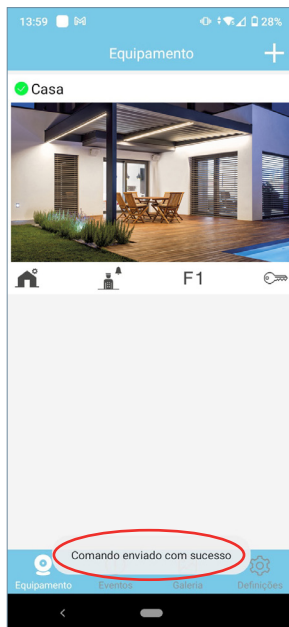 13:59 28%
Equipamento
Casa
F1
Comando enviado com sucesso
Equipamento Eventos Galeria Definições